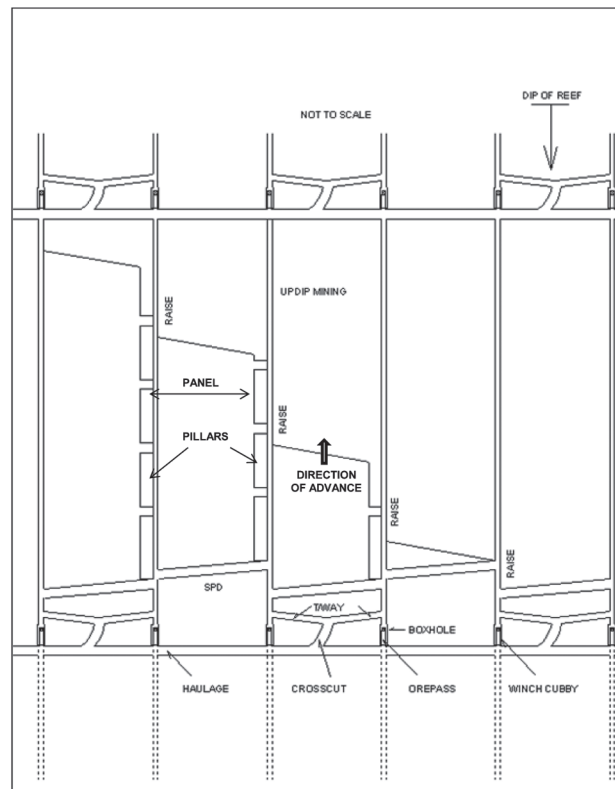 DIP OF REEF
NOT TO SCALE
UPDIP MINING
RAISE
PANEL
RAISE
PILLARS
DIRECTION
OF ADVANCE
RAISE
RAISE
SPD
T/WAY
BOXHOLE
HAULAGE
CROSSCUT
OREPASS
WINCH CUBBY